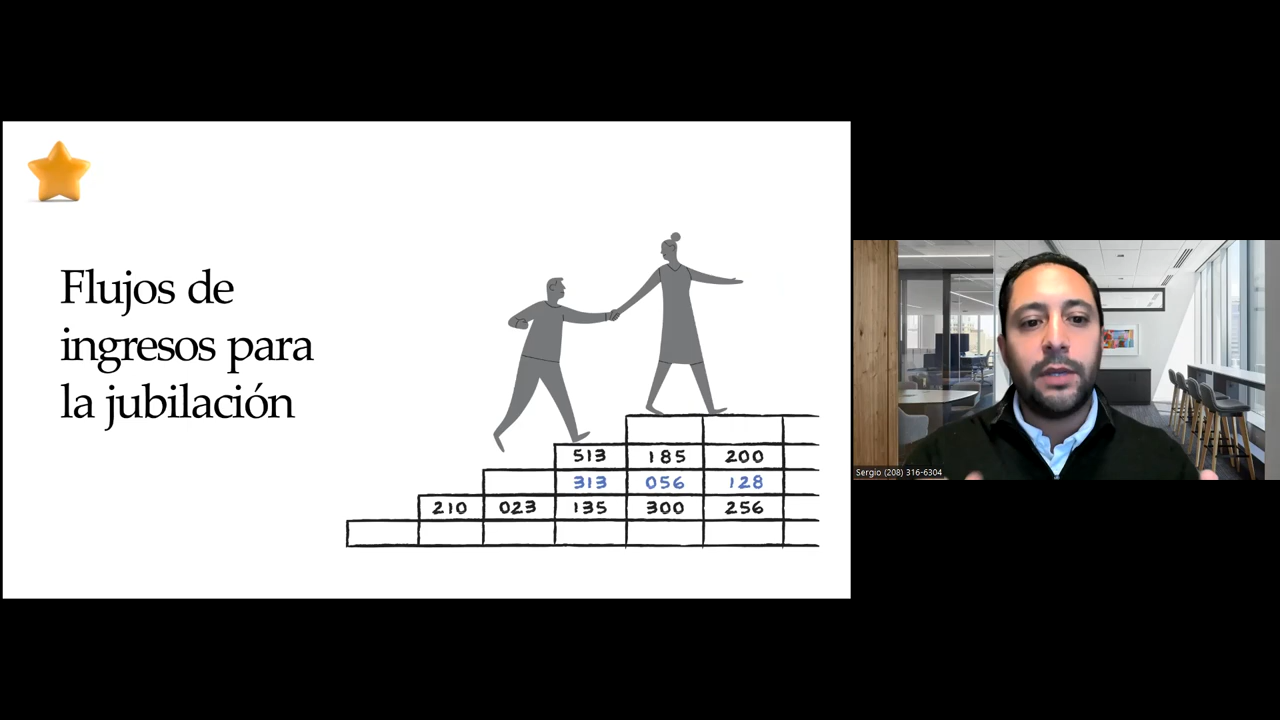 Flujos de
ingresos para
la jubilación
513 185 200
313 056 128
210 023 135 300 256
Sergio (208) 316-6304